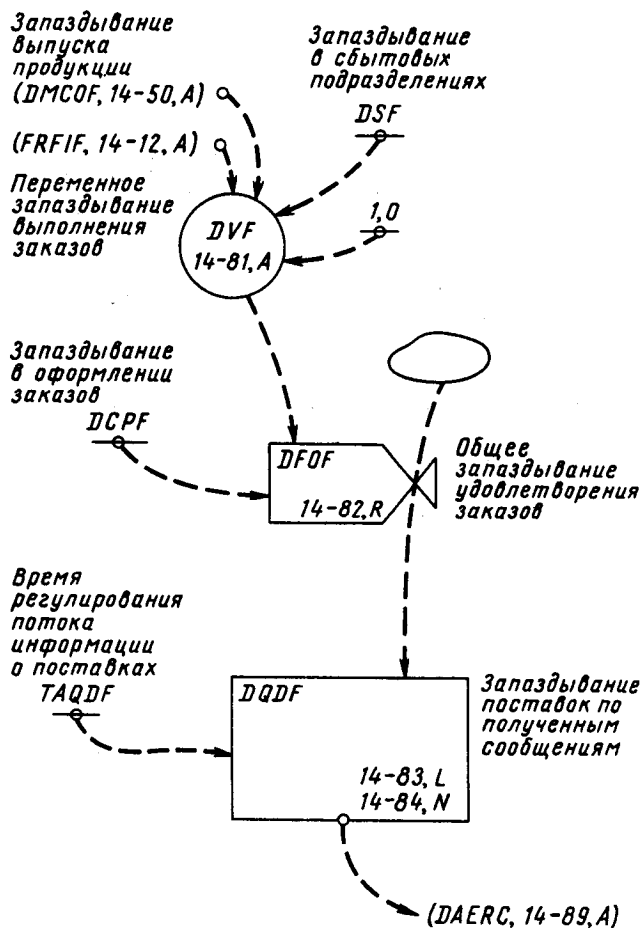 Запаздывание
выпуска
продукции
(DMCOF, 14-50, A)
Запаздывание
в сбытовых
подразделениях
DSF
(FRFIF, 14-12, A)
Переменное
запаздывание
выполнения
заказов
DVF
14-81, A
1,0
Запаздывание
в оформлении
заказов
DCPF
DFOF
14-82, R
Общее
запаздывание
удовлетворения
заказов
Время
регулирования
потока
информации
о поставках
TAQDF
DQDF
14-83, L
14-84, N
Запаздывание
поставок по
полученным
сообщениям
(DAERC, 14-89, A)